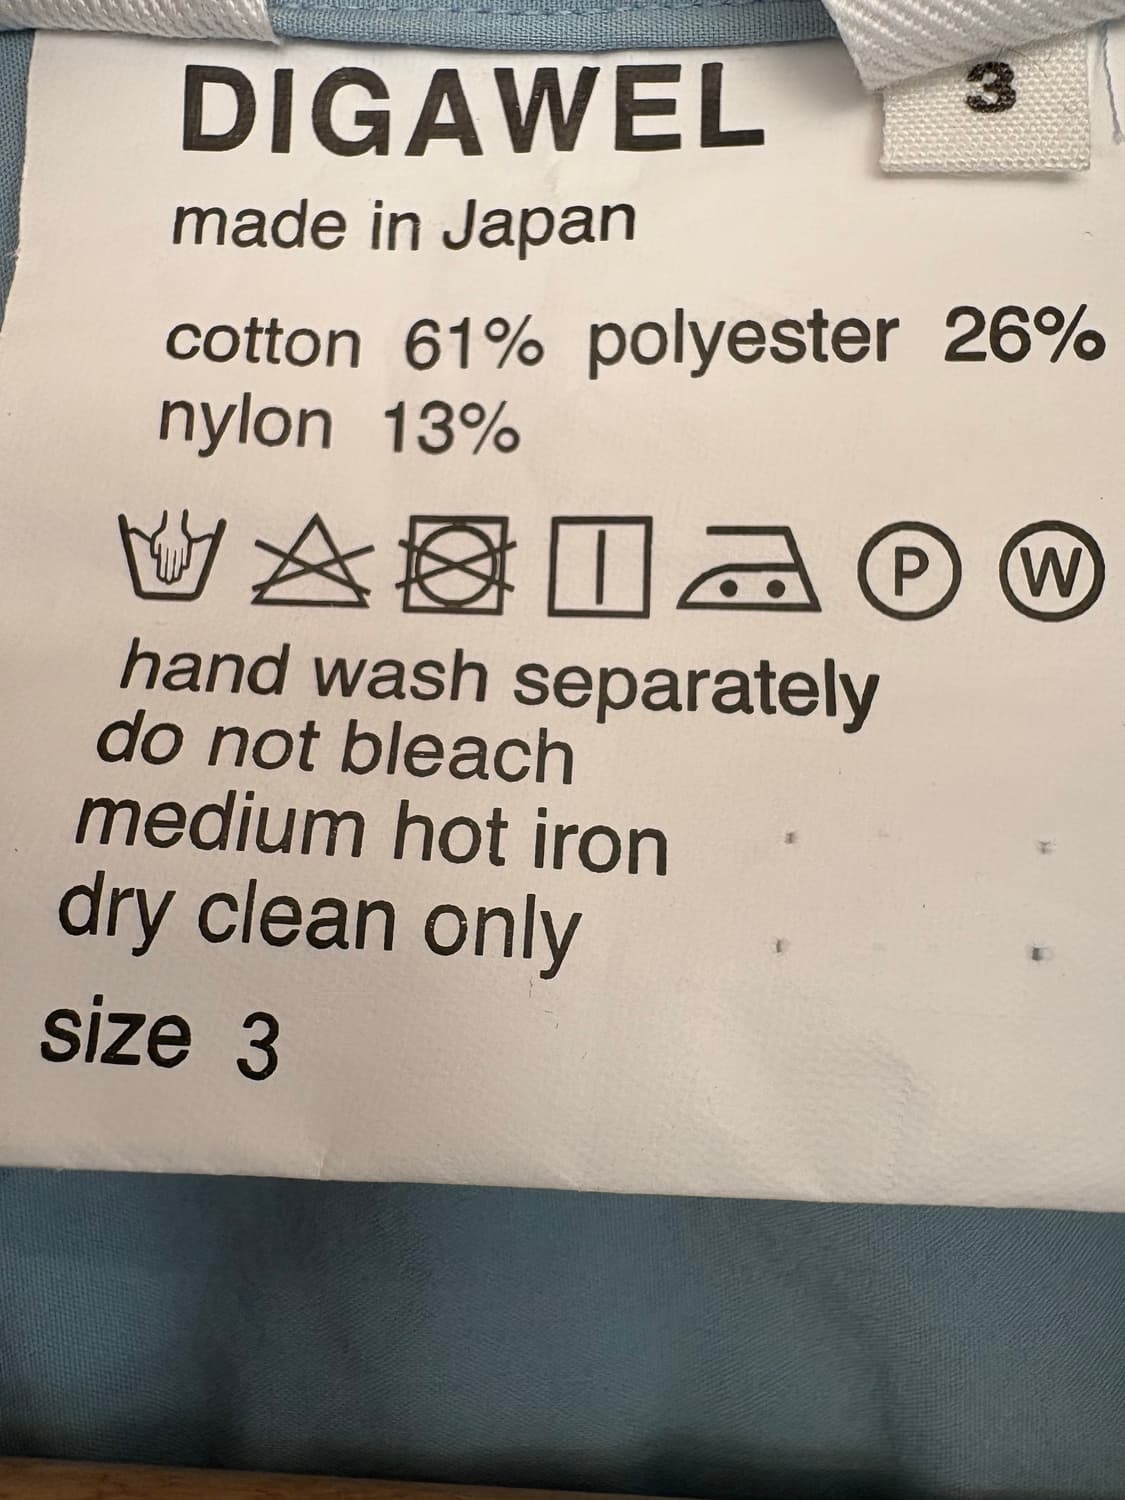 DIGAWEL
3
made in Japan
cotton 61% polyester 26%
nylon 13%
P W
hand wash separately
do not bleach
medium hot iron
dry clean only
size 3